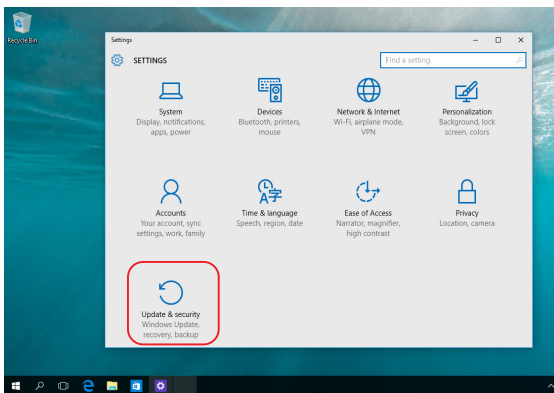 Recycle Bin
Settings
SETTINGS
Find a setting
System
Display, notifications,
apps, power
Devices
Bluetooth, printers,
mouse
Network & Internet
Wi-Fi, airplane mode,
VPN
Personalization
Background, lock
screen, colors
Accounts
Your account, sync
settings, work, family
Time & language
Speech, region, date
Ease of Access
Narrator, magnifier,
high contrast
Privacy
Location, camera
Update & security
Windows Update,
recovery, backup